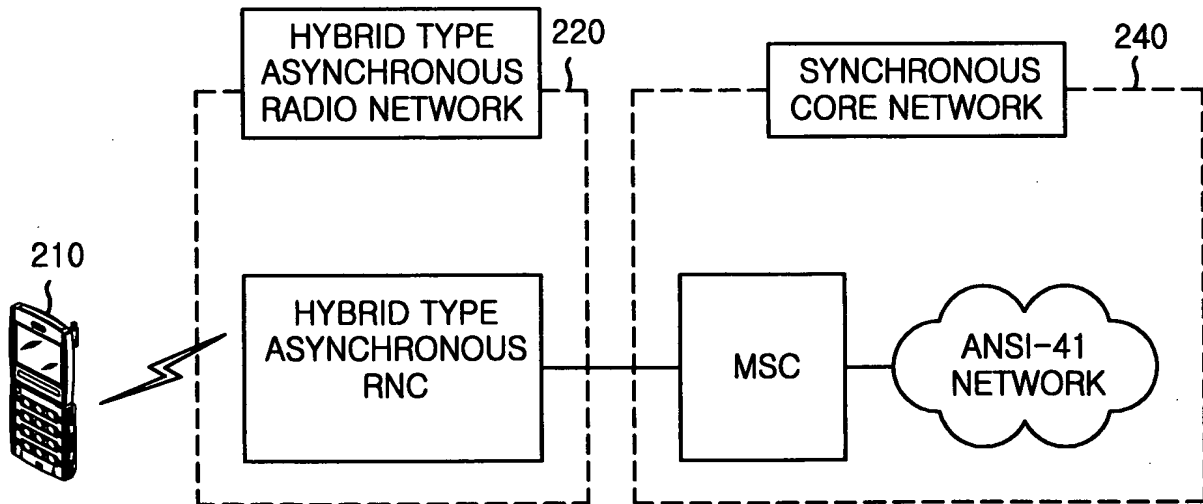 HYBRID TYPE
ASYNCHRONOUS
RADIO NETWORK
220
SYNCHRONOUS
CORE NETWORK
240
210
HYBRID TYPE
ASYNCHRONOUS
RNC
MSC
ANSI-41
NETWORK